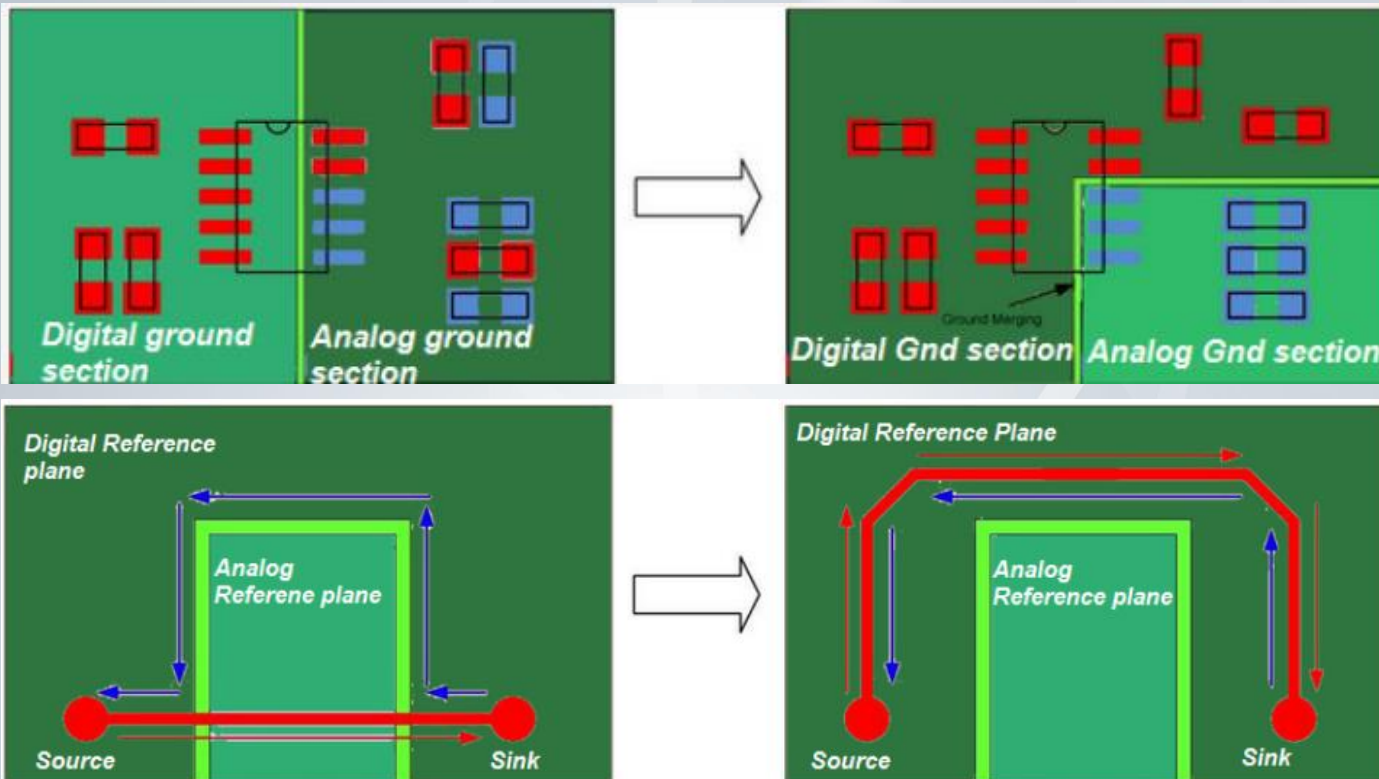 Digital ground
section
Analog ground
section
Ground Merging
Digital Gnd section
Analog Gnd section
Digital Reference
plane
Analog
Referene plane
Source
Sink
Digital Reference Plane
Analog
Reference plane
Source
Sink